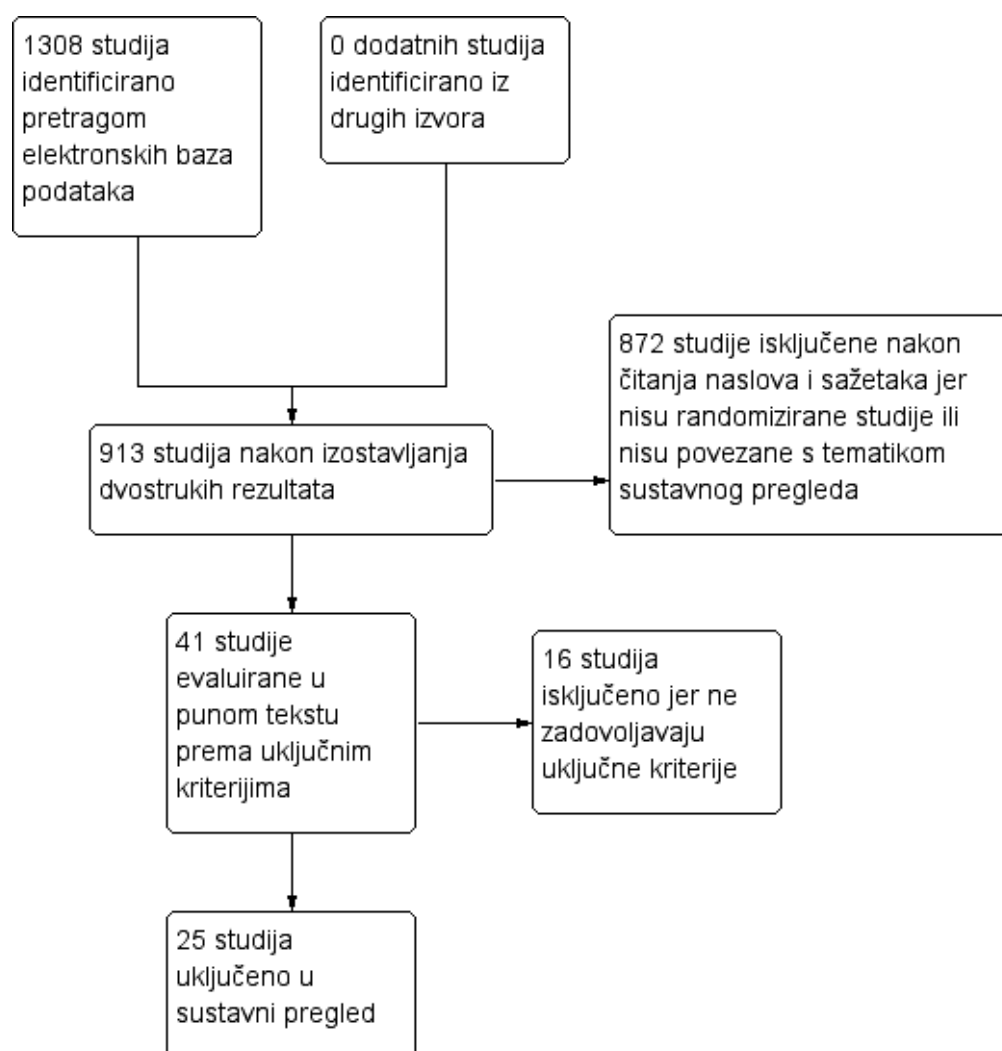 1308 studija
identificirano
pretragom
elektronskih baza
podataka
0 dodatnih studija
identificirano iz
drugih izvora
872 studije isključene nakon
čitanja naslova i sažetaka jer
nisu randomizirane studije ili
nisu povezane s tematikom
sustavnog pregleda
913 studija nakon izostavljanja
dvostrukih rezultata
41 studije
evaluirane u
punom tekstu
prema uključnim
kriterijima
16 studija
isključeno jer ne
zadovoljavaju
uključne kriterije
25 studija
uključeno u
sustavni pregled